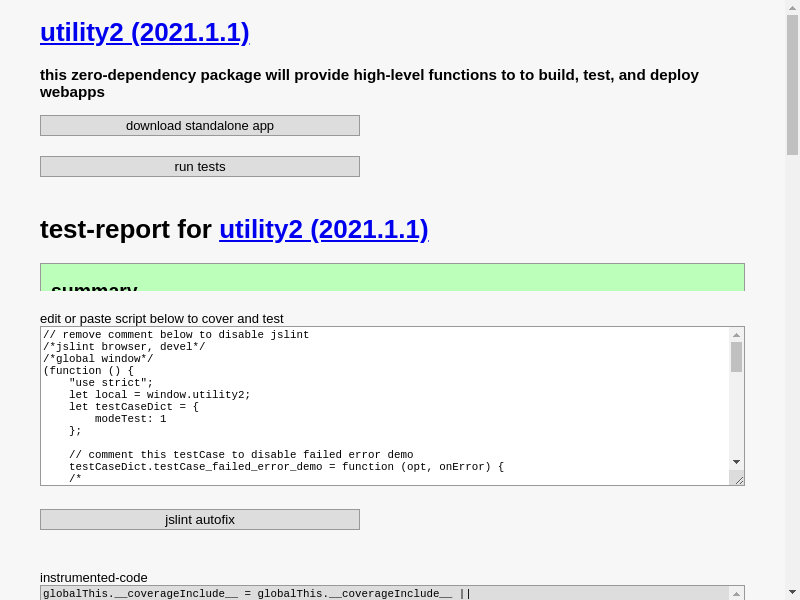 utility2 (2021.1.1)
this zero-dependency package will provide high-level functions to to build, test, and deploy
webapps
download standalone app
run tests
test-report for utility2 (2021.1.1)
summary
edit or paste script below to cover and test
// remove comment below to disable jslint
/*jslint browser, devel*/
/*global window*/
(function () {
    "use strict";
    let local = window.utility2;
    let testCaseDict = {
        modeTest: 1
    };
    // comment this testCase to disable failed error demo
    testCaseDict.testCase_failed_error_demo = function (opt, onError) {
    /*
jslint autofix
instrumented-code
globalThis.__coverageInclude__ = globalThis.__coverageInclude__ ||